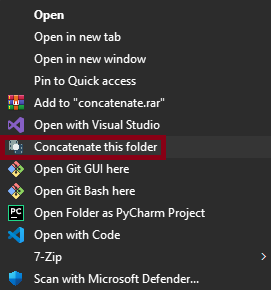 Open
Open in new tab
Open in new window
Pin to Quick access
Add to "concatenate.rar"
Open with Visual Studio
Concatenate this folder
Open Git GUI here
Open Git Bash here
PC Open Folder as PyCharm Project
Open with Code
7-Zip
Scan with Microsoft Defender...